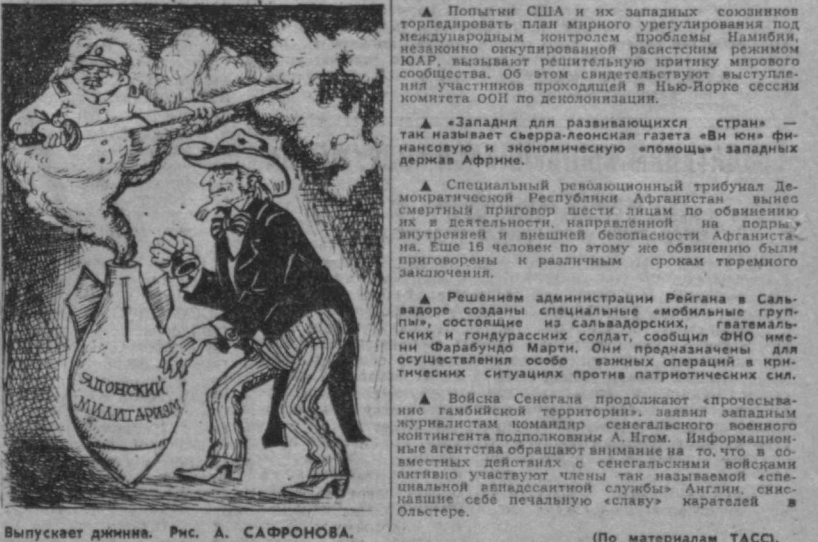 ЯПОНСКИЙ
МИЛИТАРИЗМ
Выпускает джинна. Рис. А. САФРОНОВА.
▲ Попытки США и их западных союзников
торпедировать план мирного урегулирования под
международным контролем проблемы Намибии,
незаконно оккупированной расистским режимом
ЮАР, вызывают решительную критику мирового
сообщества. Об этом свидетельствуют выступле-
ния участников проходящей в Нью-Йорке сессии
комитета ООН по деколонизации.
▲ «Западня для развивающихся стран» —
так называет сьерра-леонская газета «Ви юн» фи-
нансовую и экономическую «помощь» западных
держав Африке.
▲ Специальный революционный трибунал Де-
мократической Республики Афганистан вынес
смертный приговор шести лицам по обвинению
их в деятельности, направленной на подрыв
внутренней и внешней безопасности Афганиста-
на. Еще 16 человек по этому же обвинению были
приговорены к различным срокам тюремного
заключения.
▲ Решением администрации Рейгана в Саль-
вадоре созданы специальные «мобильные груп-
пы», состоящие из сальвадорских, гватемаль-
ских и гондурасских солдат, сообщил ФНО име-
ни Фарабундо Марти. Они предназначены для
осуществления особо важных операций в кри-
тических ситуациях против патриотических сил.
▲ Войска Сенегала продолжают «прочесыва-
ние гамбийской территории», заявил западным
журналистам командир сенегальского военного
контингента подполковник А. Нгом. Информацион-
ные агентства обращают внимание на то, что в со-
вместных действиях с сенегальскими войсками
активно участвуют члены так называемой «спе-
циальной авиадесантной службы» Англии, снис-
кавшие себе печальную «славу» карателей в
Ольстере.
(По материалам ТАСС).